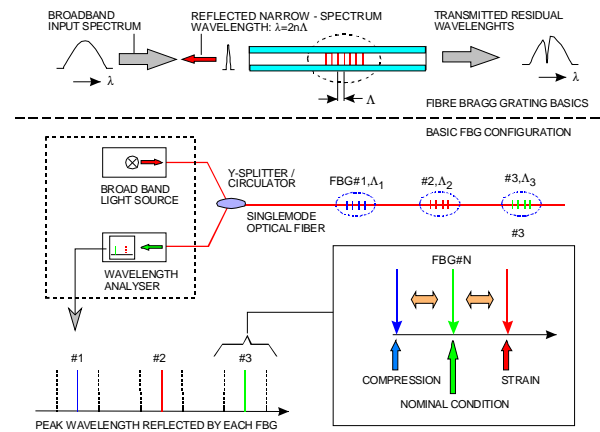 BROADBAND
INPUT SPECTRUM
λ
REFLECTED NARROW - SPECTRUM
WAVELENGTH: λ=2nΛ
Λ
TRANSMITTED RESIDUAL
WAVELENGHTS
λ
FIBRE BRAGG GRATING BASICS
BASIC FBG CONFIGURATION
BROAD BAND
LIGHT SOURCE
Y-SPLITTER /
CIRCULATOR
SINGLEMODE
OPTICAL FIBER
FBG#1,Λ1
#2,Λ2
#3,Λ3
#3
WAVELENGTH
ANALYSER
FBG#N
COMPRESSION
STRAIN
NOMINAL CONDITION
#1
#2
#3
PEAK WAVELENGTH REFLECTED BY EACH FBG